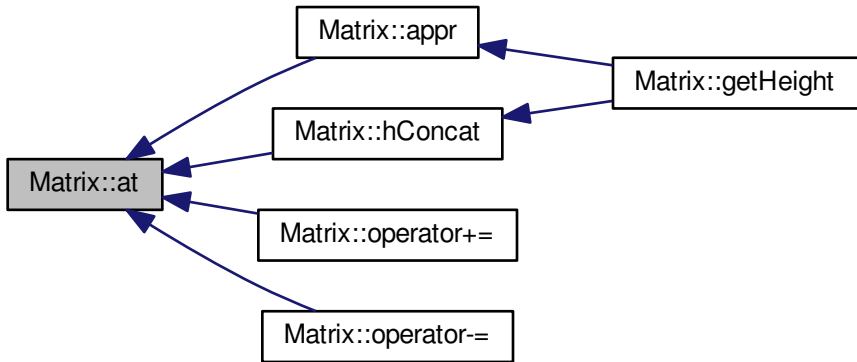 Matrix::appr
Matrix::getHeight
Matrix::hConcat
Matrix::at
Matrix::operator+=
Matrix::operator-=